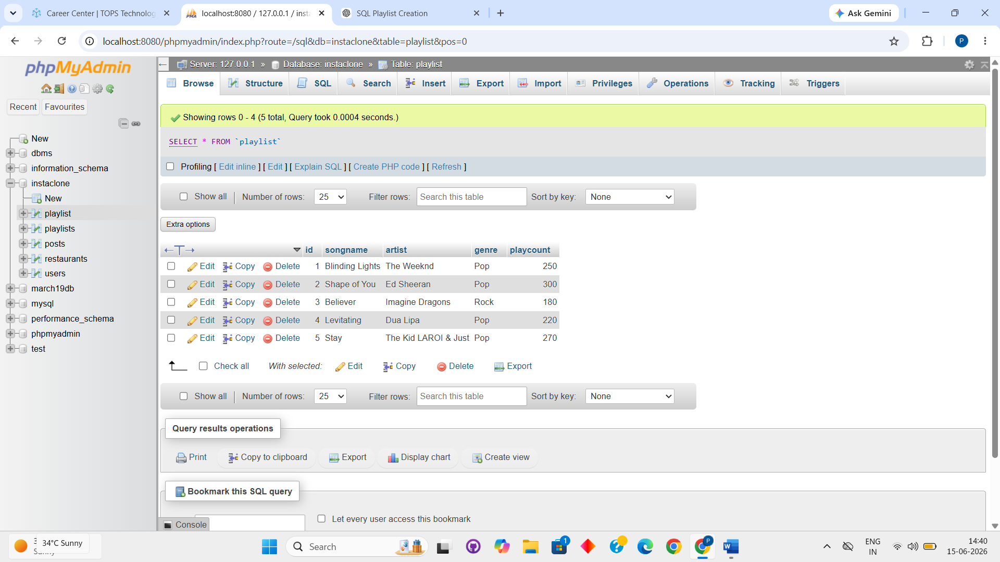 Career Center | TOPS Technolog
localhost:8080 / 127.0.0.1 / insta
SQL Playlist Creation
Ask Gemini
localhost:8080/phpmyadmin/index.php?route=/sql&db=instaclone&table=playlist&pos=0
P
phpMyAdmin
Recent
Favourites
New
dbms
information_schema
instaclone
New
playlist
playlists
posts
restaurants
users
march19db
mysql
performance_schema
phpmyadmin
test
Server: 127.0.0.1 » Database: instaclone » Table: playlist
Browse
Structure
SQL
Search
Insert
Export
Import
Privileges
Operations
Tracking
Triggers
Showing rows 0 - 4 (5 total, Query took 0.0004 seconds.)
SELECT * FROM `playlist`
Profiling [ Edit inline ] [ Edit ] [ Explain SQL ] [ Create PHP code ] [ Refresh ]
Show all | Number of rows: 25 Filter rows: Search this table Sort by key: None
Extra options
←T→ id songname artist genre playcount
Edit Copy Delete 1 Blinding Lights The Weeknd Pop 250
Edit Copy Delete 2 Shape of You Ed Sheeran Pop 300
Edit Copy Delete 3 Believer Imagine Dragons Rock 180
Edit Copy Delete 4 Levitating Dua Lipa Pop 220
Edit Copy Delete 5 Stay The Kid LAROI & Just Pop 270
Check all With selected: Edit Copy Delete Export
Show all | Number of rows: 25 Filter rows: Search this table Sort by key: None
Query results operations
Print
Copy to clipboard
Export
Display chart
Create view
Bookmark this SQL query
Let every user access this bookmark
Console
34°C Sunny
Search
1
P
W
ENG
IN
14:40
15-06-2026